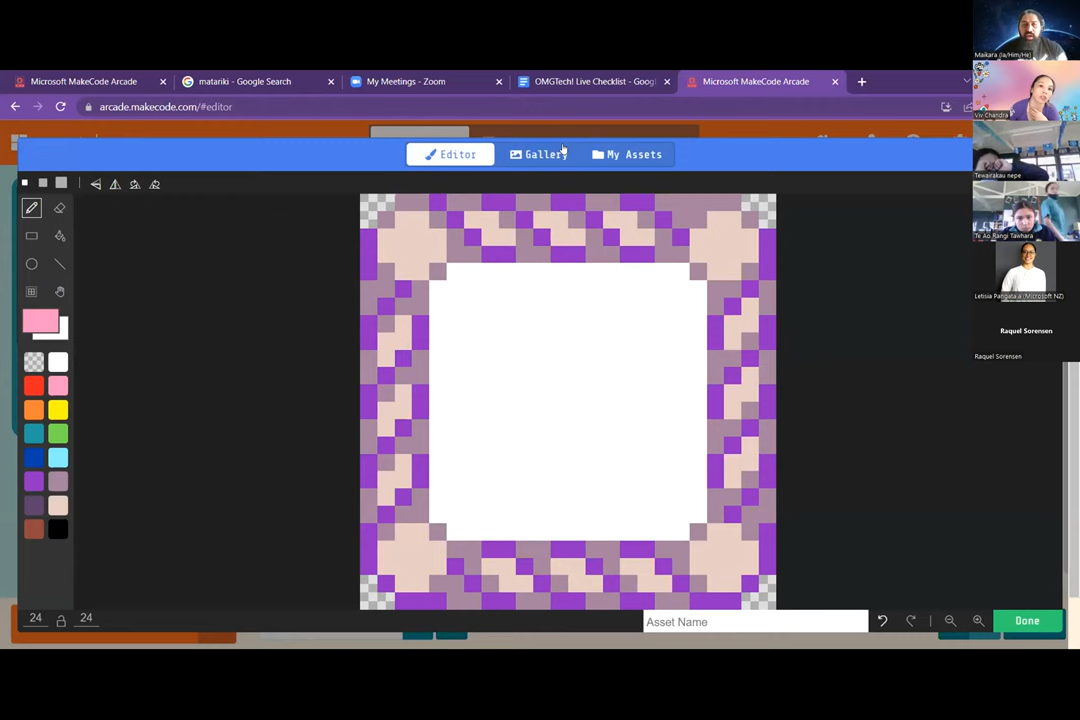 Maikara (Ia/Him/He)
Microsoft MakeCode Arcade
matariki - Google Search
My Meetings - Zoom
OMGTech! Live Checklist - Googl
Microsoft MakeCode Arcade
arcade.makecode.com/#editor
Viv Chandra
Editor
Gallery
My Assets
Tewairakau nepe
Te Ao Rangi Tawhara
Letisia Pangata'a (Microsoft NZ)
Raquel Sorensen
Raquel Sorensen
24
24
Asset Name
Done